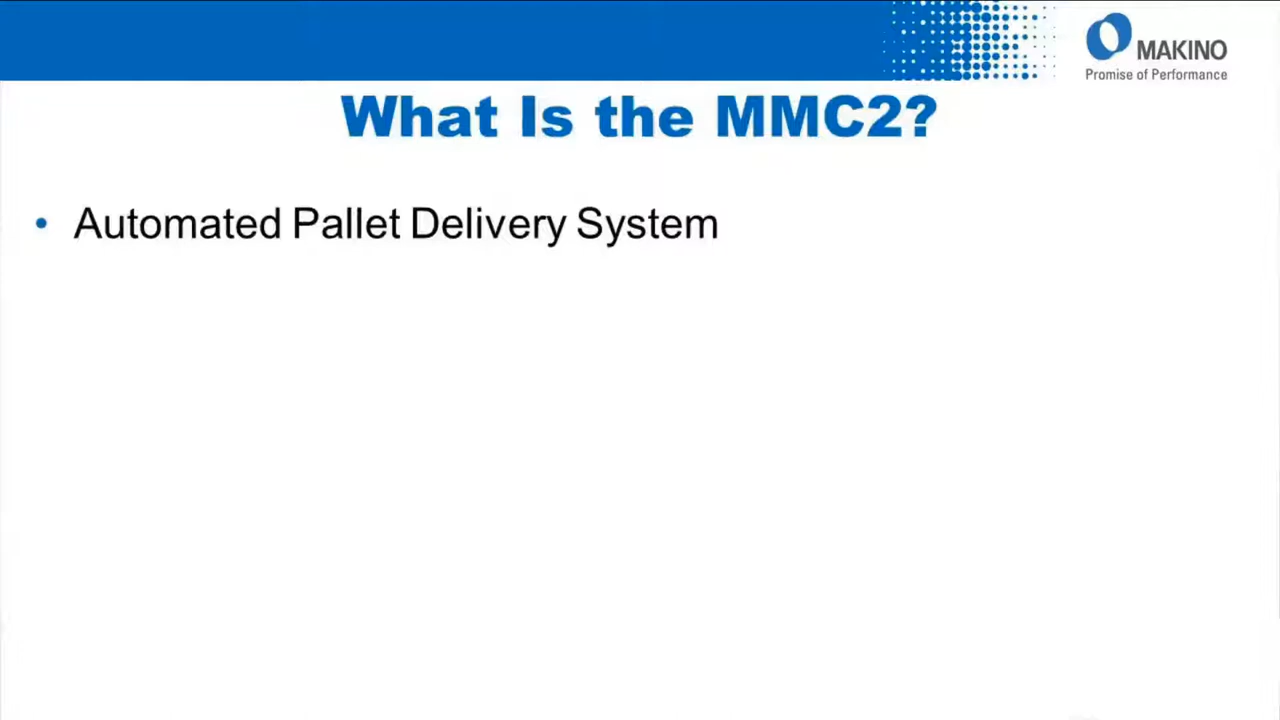 MAKINO
Promise of Performance
What Is the MMC2?
• Automated Pallet Delivery System